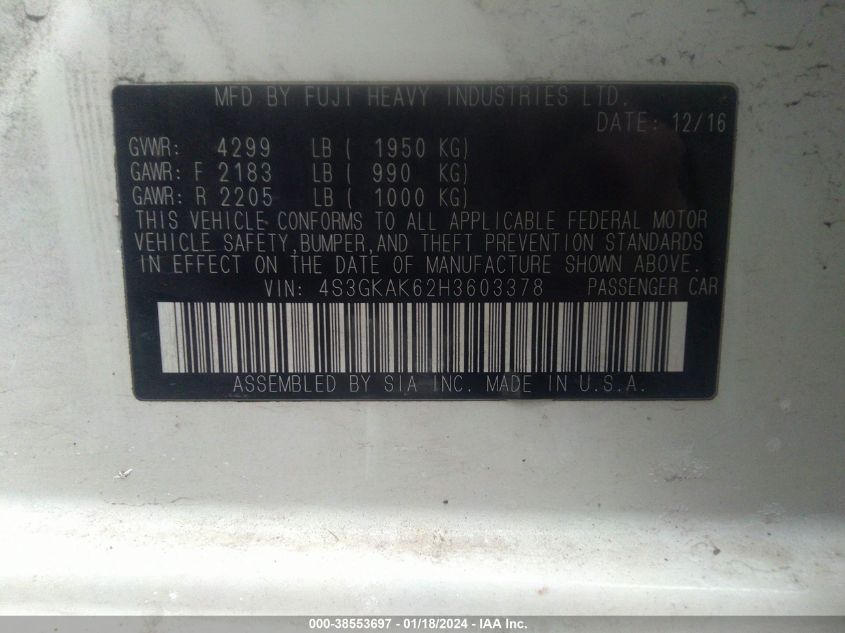 MFD BY FUJI HEAVY INDUSTRIES LTD.
DATE: 12/16
GVWR: 4299 LB ( 1950 KG)
GAWR: F 2183 LB ( 990 KG)
GAWR: R 2205 LB ( 1000 KG)
THIS VEHICLE CONFORMS TO ALL APPLICABLE FEDERAL MOTOR
VEHICLE SAFETY,BUMPER,AND THEFT PREVENTION STANDARDS
IN EFFECT ON THE DATE OF MANUFACTURE SHOWN ABOVE.
VIN: 4S3GKAK62H3603378 PASSENGER CAR
ASSEMBLED BY SIA INC. MADE IN U.S.A.
000-38553697 - 01/18/2024 - IAA Inc.